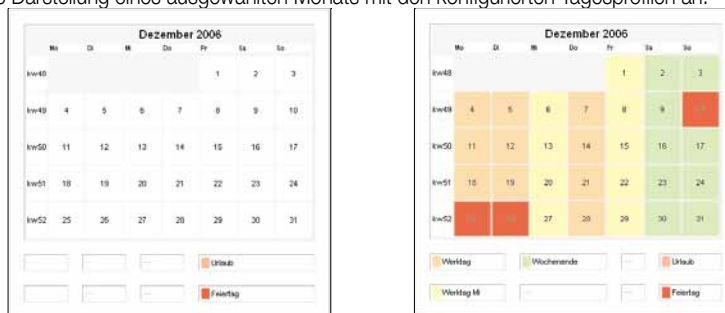 Darstellung eines ausgewählten Monats mit den konfigurierten Tagesprofilen an.
Dezember 2006
Mo Di Mi Do Fr Sa So
kw48 1 2 3
kw49 4 5 6 7 8 9 10
kw50 11 12 13 14 15 16 17
kw51 18 19 20 21 22 23 24
kw52 25 26 27 28 29 30 31
--- --- --- Urlaub
--- --- --- Feiertag
Dezember 2006
Mo Di Mi Do Fr Sa So
kw48 1 2 3
kw49 4 5 6 7 8 9
kw50 11 12 13 14 15 16 17
kw51 18 19 20 21 22 23 24
kw52 27 28 29 30 31
Werktag Wochenende --- Urlaub
Werktag Mi --- --- Feiertag